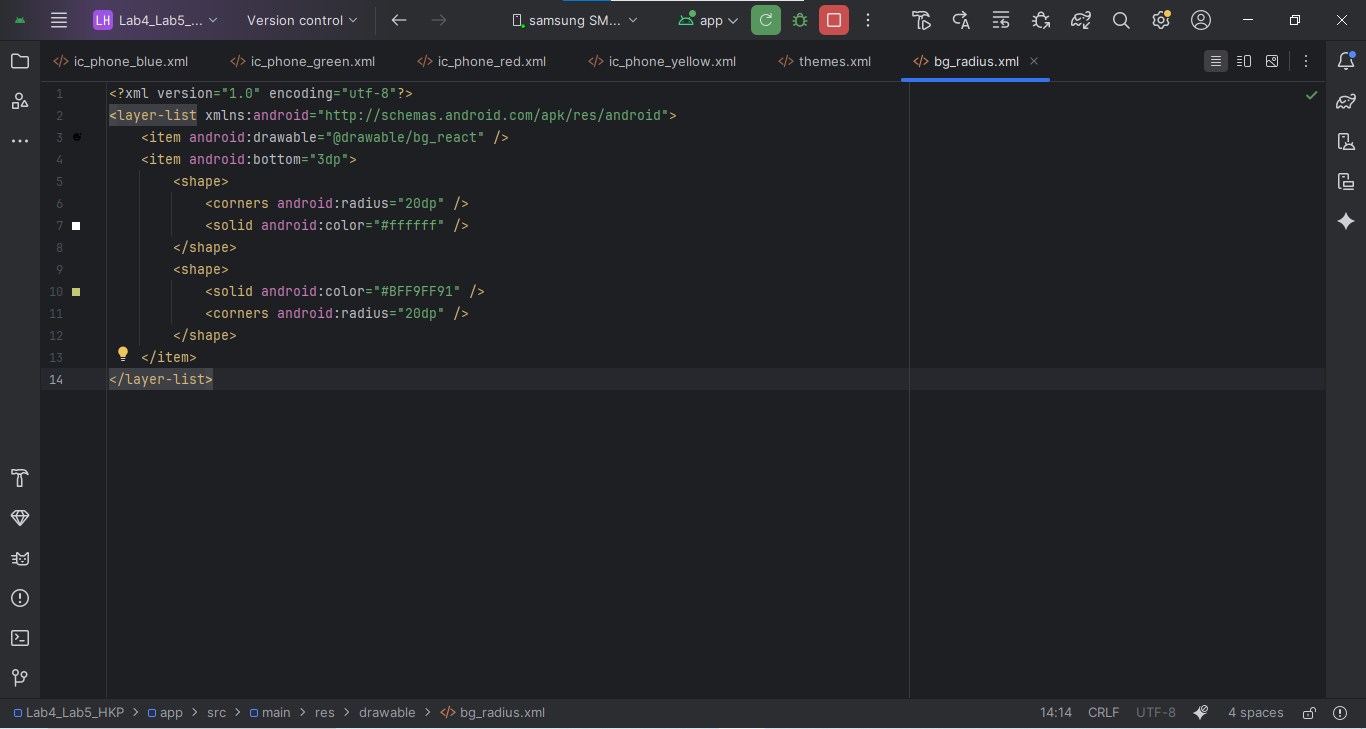 LH Lab4_Lab5_... Version control samsung SM... app
ic_phone_blue.xml ic_phone_green.xml ic_phone_red.xml ic_phone_yellow.xml themes.xml bg_radius.xml
1 <?xml version="1.0" encoding="utf-8"?>
2 <layer-list xmlns:android="http://schemas.android.com/apk/res/android">
3 <item android:drawable="@drawable/bg_react" />
4 <item android:bottom="3dp">
5 <shape>
6 <corners android:radius="20dp" />
7 <solid android:color="#ffffff" />
8 </shape>
9 <shape>
10 <solid android:color="#BFF9FF91" />
11 <corners android:radius="20dp" />
12 </shape>
13 </item>
14 </layer-list>
Lab4_Lab5_HKP > app > src > main > res > drawable > bg_radius.xml 14:14 CRLF UTF-8 4 spaces